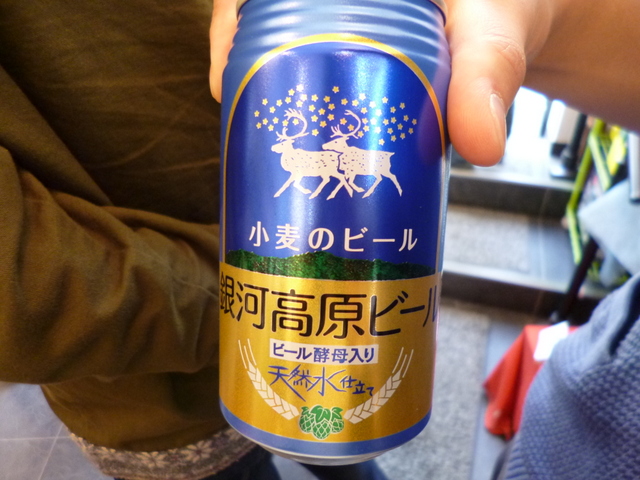 小麦のビール
銀河高原ビール
ビール酵母入り
天然水仕立て